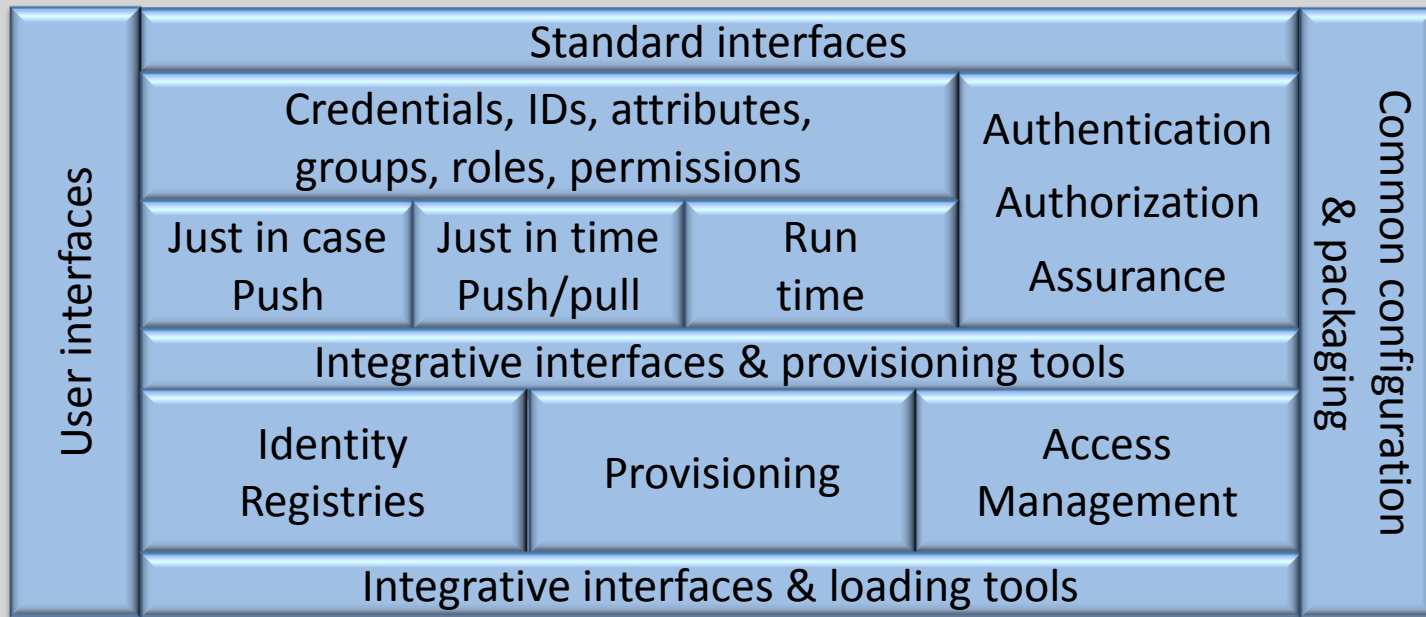 User interfaces
Standard interfaces
Credentials, IDs, attributes,
groups, roles, permissions
Authentication
Authorization
Assurance
Just in case
Push
Just in time
Push/pull
Run
time
Integrative interfaces & provisioning tools
Identity
Registries
Provisioning
Access
Management
Integrative interfaces & loading tools
Common configuration
& packaging